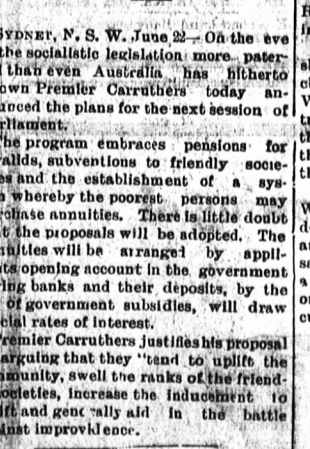 SYDNEY, N. S. W. June 22—On the eve
the socialistic legislation more pater-
l than even Australia has hitherto
own Premier Carruthers today an-
unced the plans for the next session of
rliament.
he program embraces pensions for
alids, subventions to friendly socie-
es and the establishment of a sys-
whereby the poorest persons may
rchase annuities. There is little doubt
t the proposals will be adopted. The
nuities will be arranged by appli-
ts opening account in the government
ing banks and their deposits, by the
of government subsidies, will draw
cial rates of interest.
remier Carruthers justifies his proposal
arguing that they "tend to uplift the
mmunity, swell the ranks of the friend-
ocieties, increase the inducement to
ift and generally aid in the battle
inst improvidence.